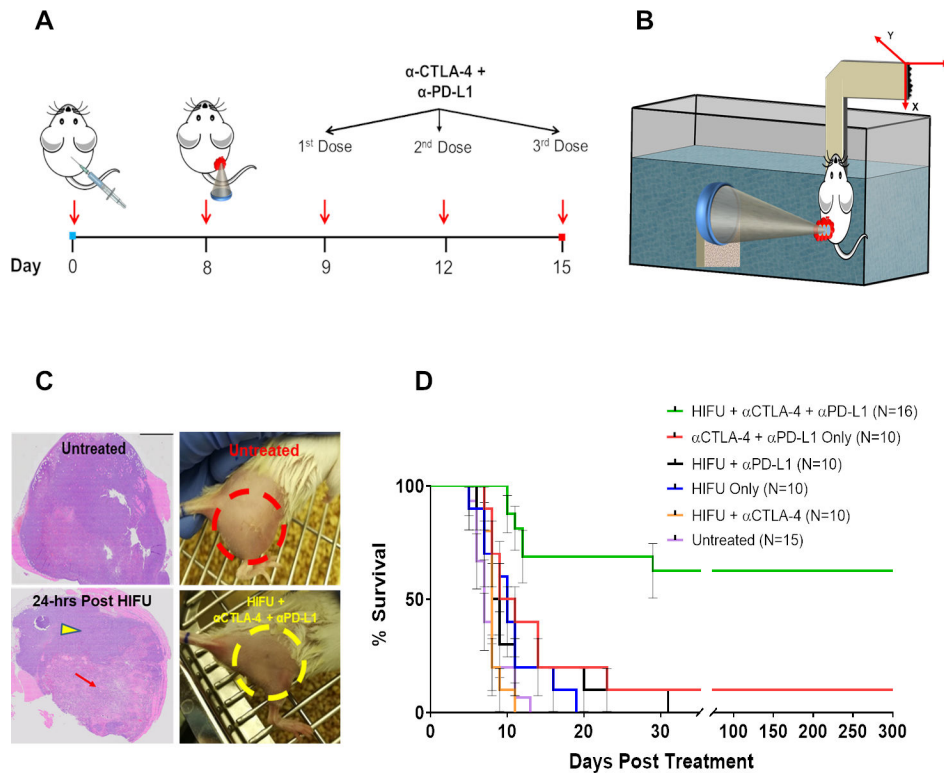 A
α-CTLA-4 +
α-PD-L1
1st Dose
2nd Dose
3rd Dose
Day
0
8
9
12
15
B
Y
X
C
Untreated
Untreated
24-hrs Post HIFU
HIFU +
αCTLA-4 + αPD-L1
D
HIFU + αCTLA-4 + αPD-L1 (N=16)
αCTLA-4 + αPD-L1 Only (N=10)
HIFU + αPD-L1 (N=10)
HIFU Only (N=10)
HIFU + αCTLA-4 (N=10)
Untreated (N=15)
% Survival
100
50
0
0
10
20
30
100
150
200
250
300
Days Post Treatment